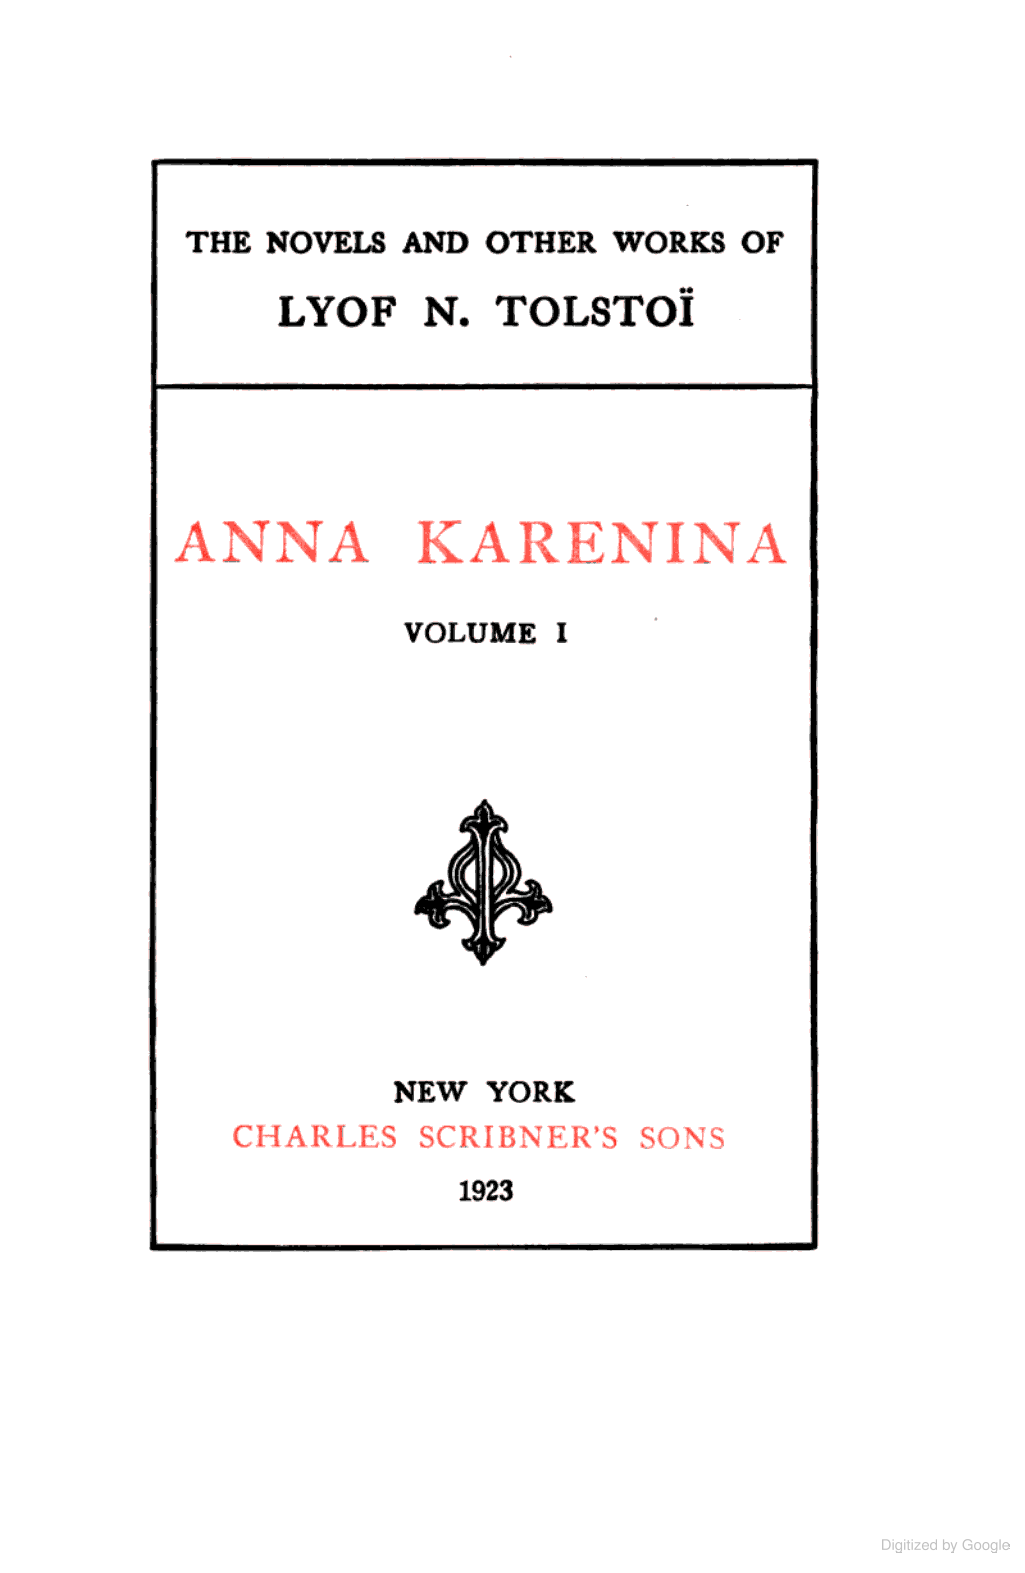 THE NOVELS AND OTHER WORKS OF
LYOF N. TOLSTOÏ
ANNA KARENINA
VOLUME I
NEW YORK
CHARLES SCRIBNER'S SONS
1923
Digitized by Google